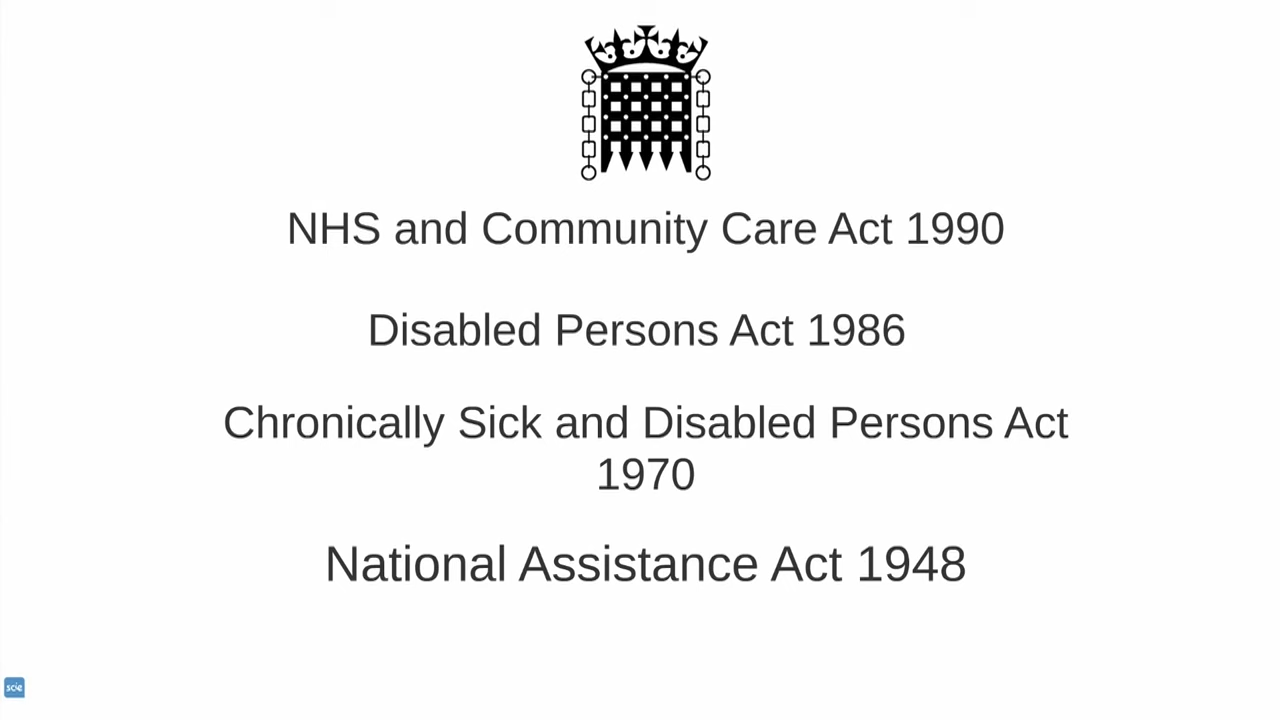 NHS and Community Care Act 1990
Disabled Persons Act 1986
Chronically Sick and Disabled Persons Act
1970
National Assistance Act 1948
scie